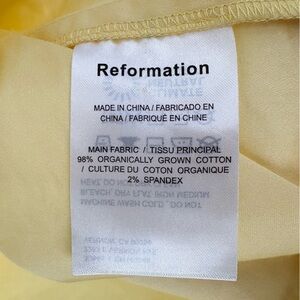 Reformation
MADE IN CHINA / FABRICADO EN
CHINA / FABRIQUÉ EN CHINE
MAIN FABRIC / TISSU PRINCIPAL
98% ORGANICALLY GROWN COTTON
/ CULTURE DU COTON ORGANIQUE
2% SPANDEX